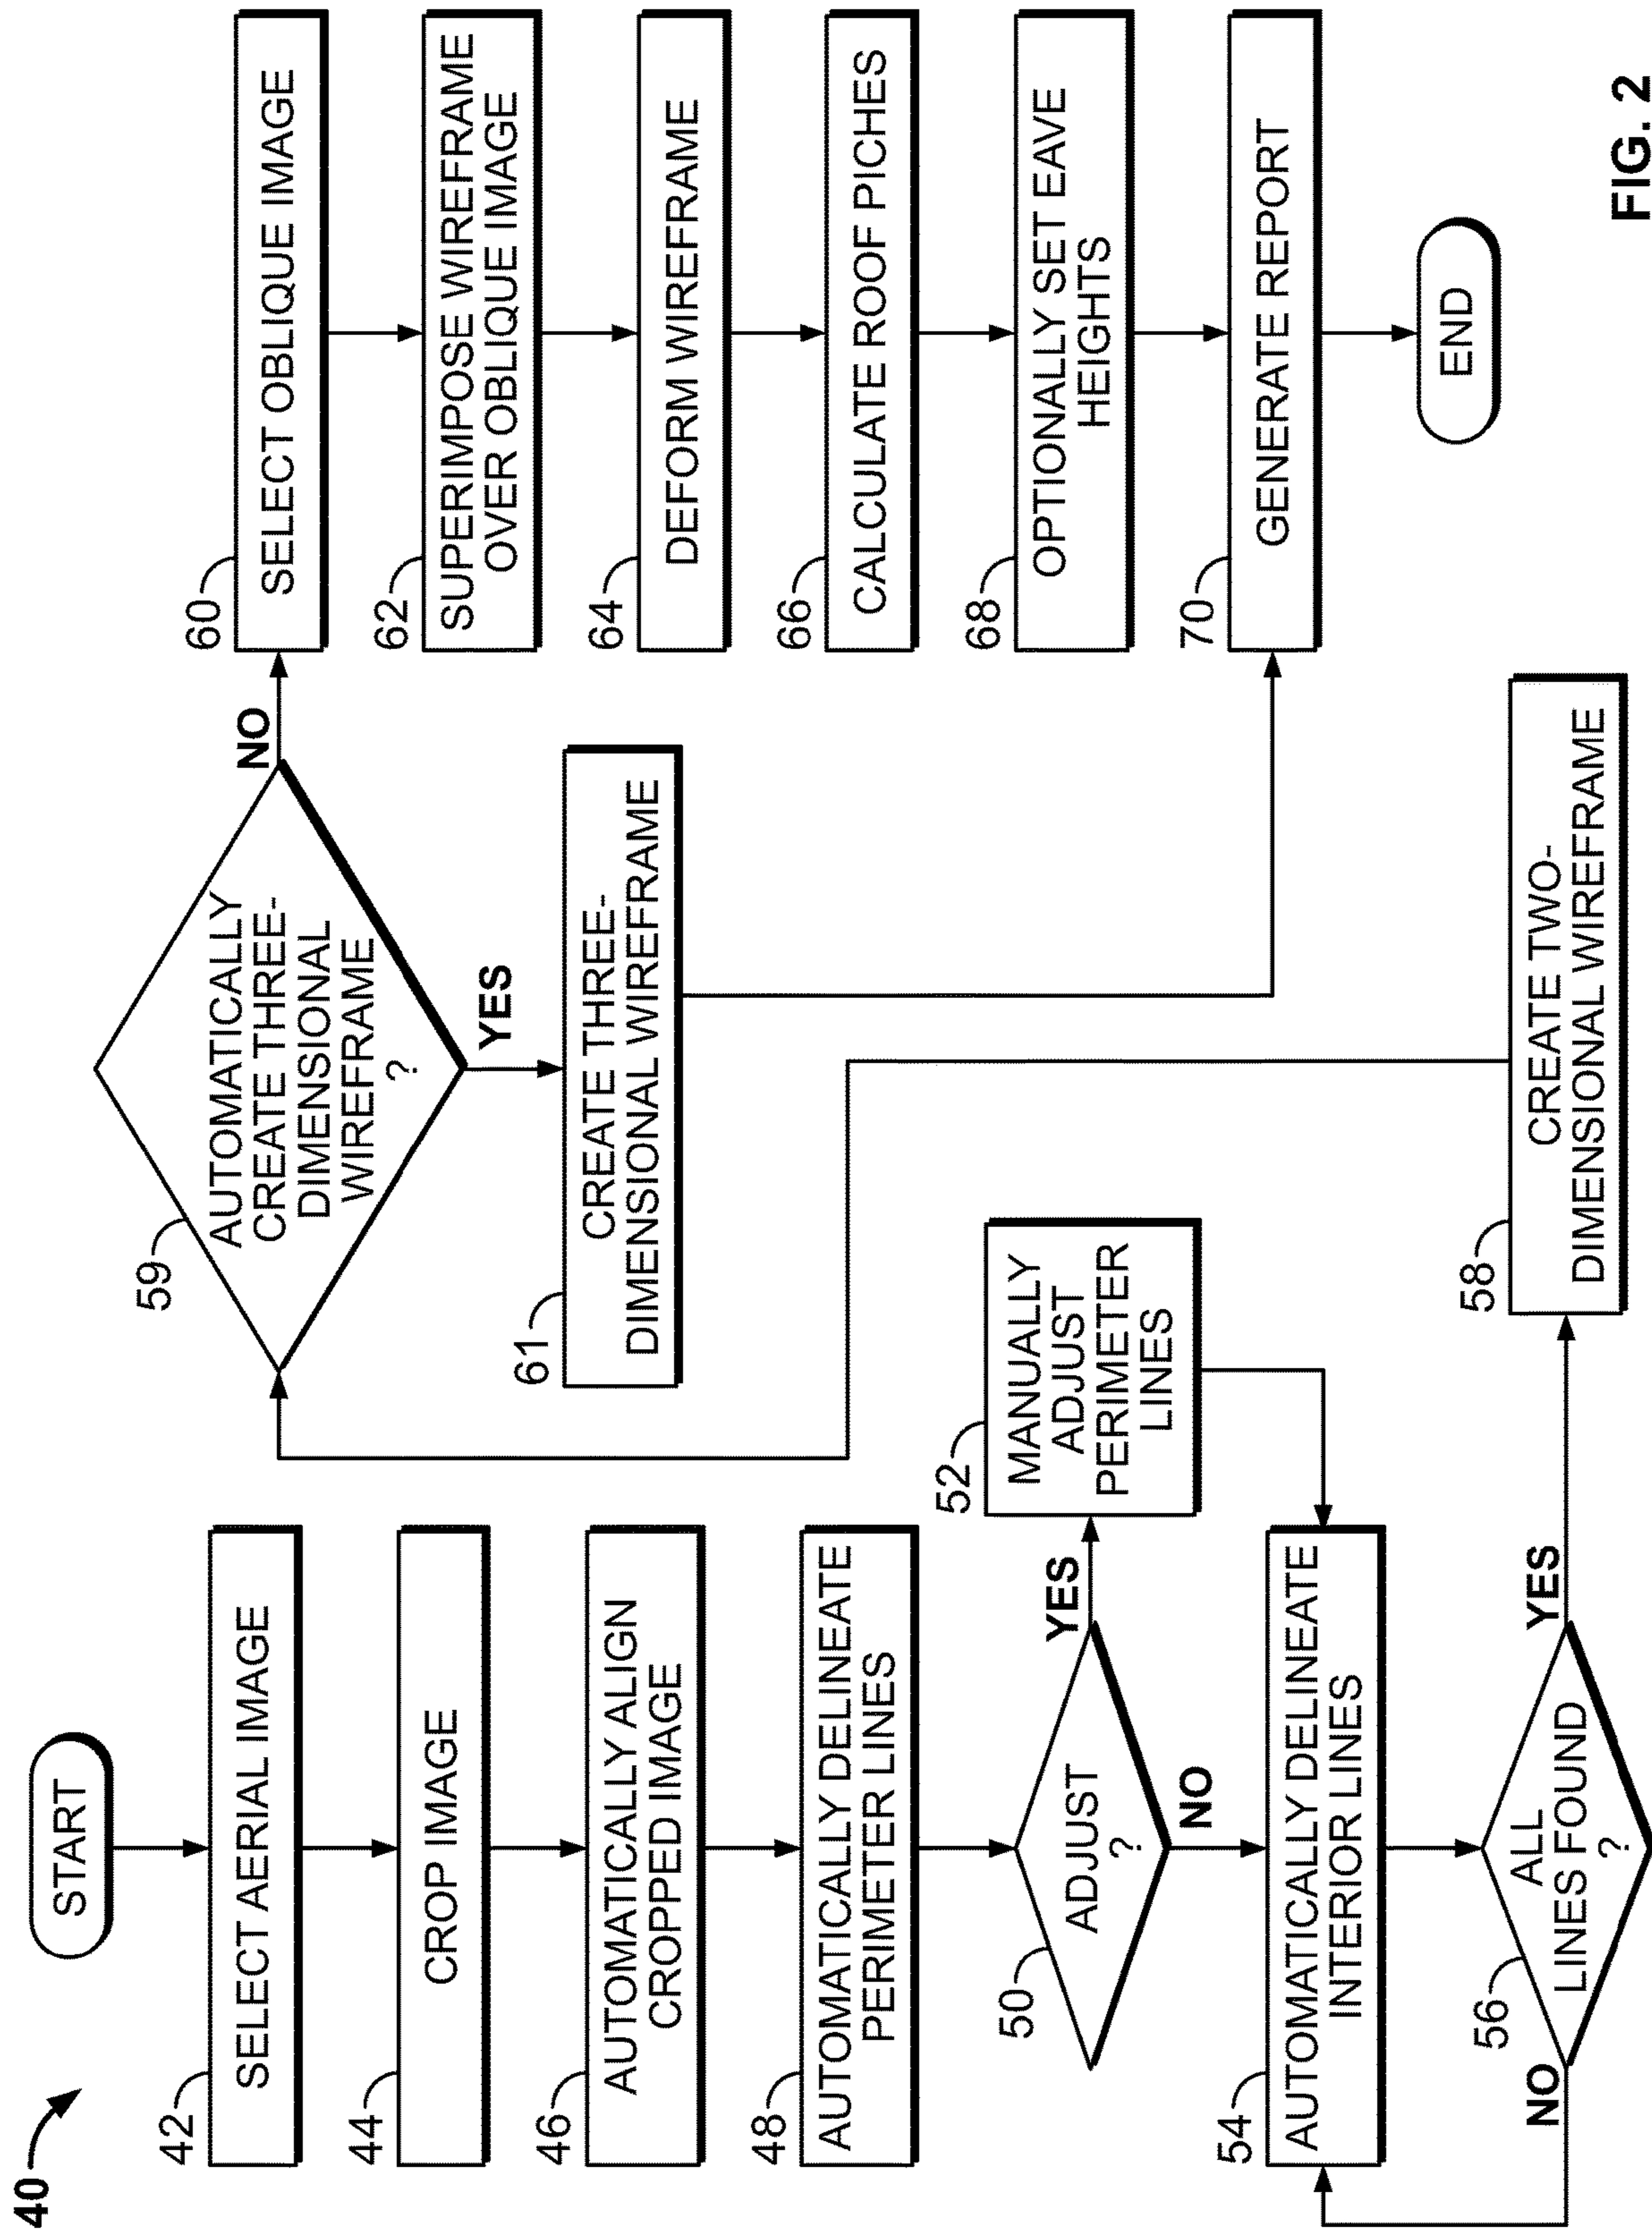 40
START
42
SELECT AERIAL IMAGE
44
CROP IMAGE
46
AUTOMATICALLY ALIGN
CROPPED IMAGE
48
AUTOMATICALLY DELINEATE
PERIMETER LINES
50
ADJUST
?
YES
NO
52
MANUALLY
ADJUST
PERIMETER
LINES
54
AUTOMATICALLY DELINEATE
INTERIOR LINES
56
ALL
LINES FOUND
?
NO
YES
58
CREATE TWO-
DIMENSIONAL WIREFRAME
59
AUTOMATICALLY
CREATE THREE-
DIMENSIONAL
WIREFRAME
?
NO
YES
61
CREATE THREE-
DIMENSIONAL WIREFRAME
60
SELECT OBLIQUE IMAGE
62
SUPERIMPOSE WIREFRAME
OVER OBLIQUE IMAGE
64
DEFORM WIREFRAME
66
CALCULATE ROOF PICHES
68
OPTIONALLY SET EAVE
HEIGHTS
70
GENERATE REPORT
END
FIG. 2